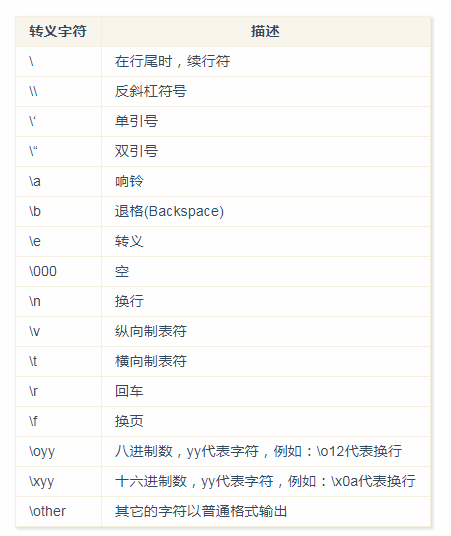 转义字符 描述
\ 在行尾时，续行符
\\ 反斜杠符号
\‘ 单引号
\“ 双引号
\a 响铃
\b 退格(Backspace)
\e 转义
\000 空
\n 换行
\v 纵向制表符
\t 横向制表符
\r 回车
\f 换页
\oyy 八进制数，yy代表字符，例如：\o12代表换行
\xyy 十六进制数，yy代表字符，例如：\x0a代表换行
\other 其它的字符以普通格式输出